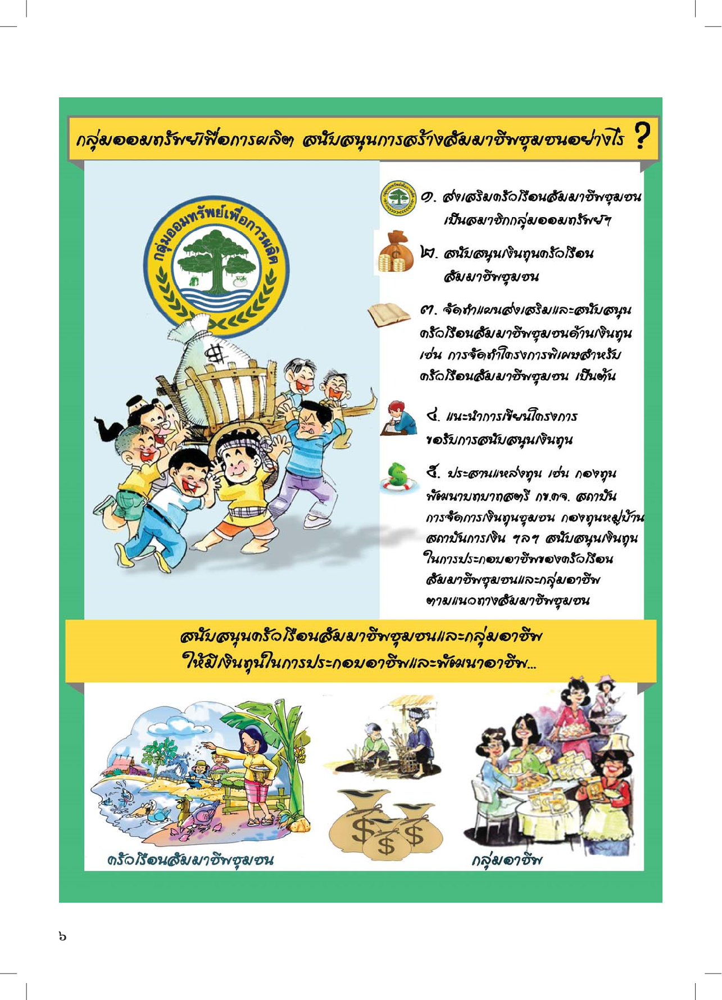 กลุ่มออมทรัพย์เพื่อการผลิต สนับสนุนการสร้างสัมมาชีพชุมชนอย่างไร ?
กลุ่มออมทรัพย์เพื่อการผลิต
๑. ส่งเสริมครัวเรือนสัมมาชีพชุมชน
เป็นสมาชิกกลุ่มออมทรัพย์ฯ
๒. สนับสนุนเงินทุนครัวเรือน
สัมมาชีพชุมชน
๓. จัดทำแผนส่งเสริมและสนับสนุน
ครัวเรือนสัมมาชีพชุมชนด้านเงินทุน
เช่น การจัดทำโครงการพิเศษสำหรับ
ครัวเรือนสัมมาชีพชุมชน เป็นต้น
๔. แนะนำการเขียนโครงการ
ขอรับการสนับสนุนเงินทุน
๕. ประสานแหล่งทุน เช่น กองทุน
พัฒนาบทบาทสตรี กข.คจ. สถาบัน
การจัดการเงินทุนชุมชน กองทุนหมู่บ้าน
สถาบันการเงิน ฯลฯ สนับสนุนเงินทุน
ในการประกอบอาชีพของครัวเรือน
สัมมาชีพชุมชนและกลุ่มอาชีพ
ตามแนวทางสัมมาชีพชุมชน
สนับสนุนครัวเรือนสัมมาชีพชุมชนและกลุ่มอาชีพ
ให้มีเงินทุนในการประกอบอาชีพและพัฒนาอาชีพ...
ครัวเรือนสัมมาชีพชุมชน
กลุ่มอาชีพ
๖